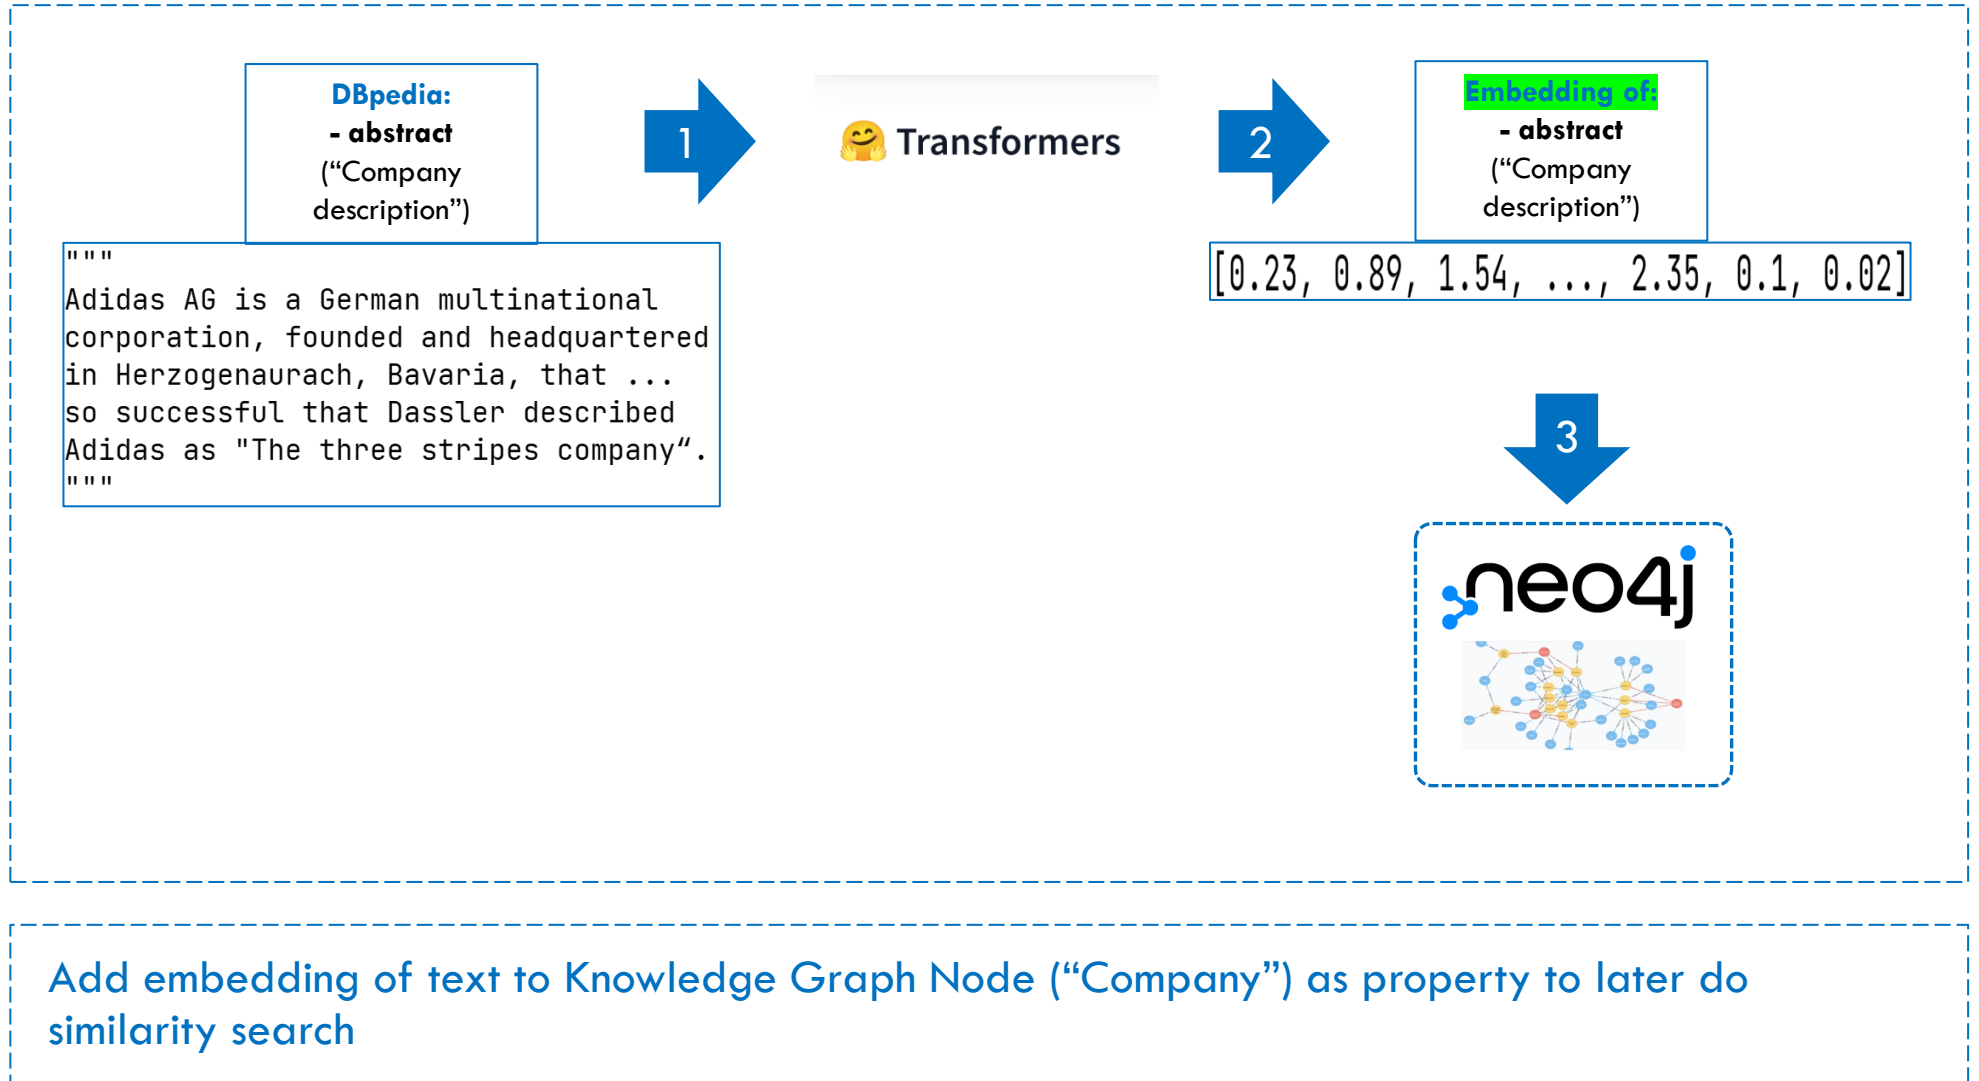 DBpedia:
- abstract
(“Company
description”)
1
🤗 Transformers
2
Embedding of:
- abstract
(“Company
description”)
"""
Adidas AG is a German multinational
corporation, founded and headquartered
in Herzogenaurach, Bavaria, that ...
so successful that Dassler described
Adidas as "The three stripes company“.
"""
[0.23, 0.89, 1.54, ..., 2.35, 0.1, 0.02]
3
neo4j
Add embedding of text to Knowledge Graph Node (“Company”) as property to later do
similarity search